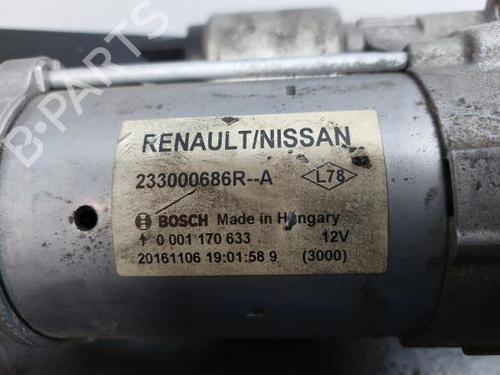 RENAULT/NISSAN
233000686R--A L78
BOSCH Made in Hungary
0 001 170 633 12V
20161106 19:01:58 9 (3000)
B-PARTS